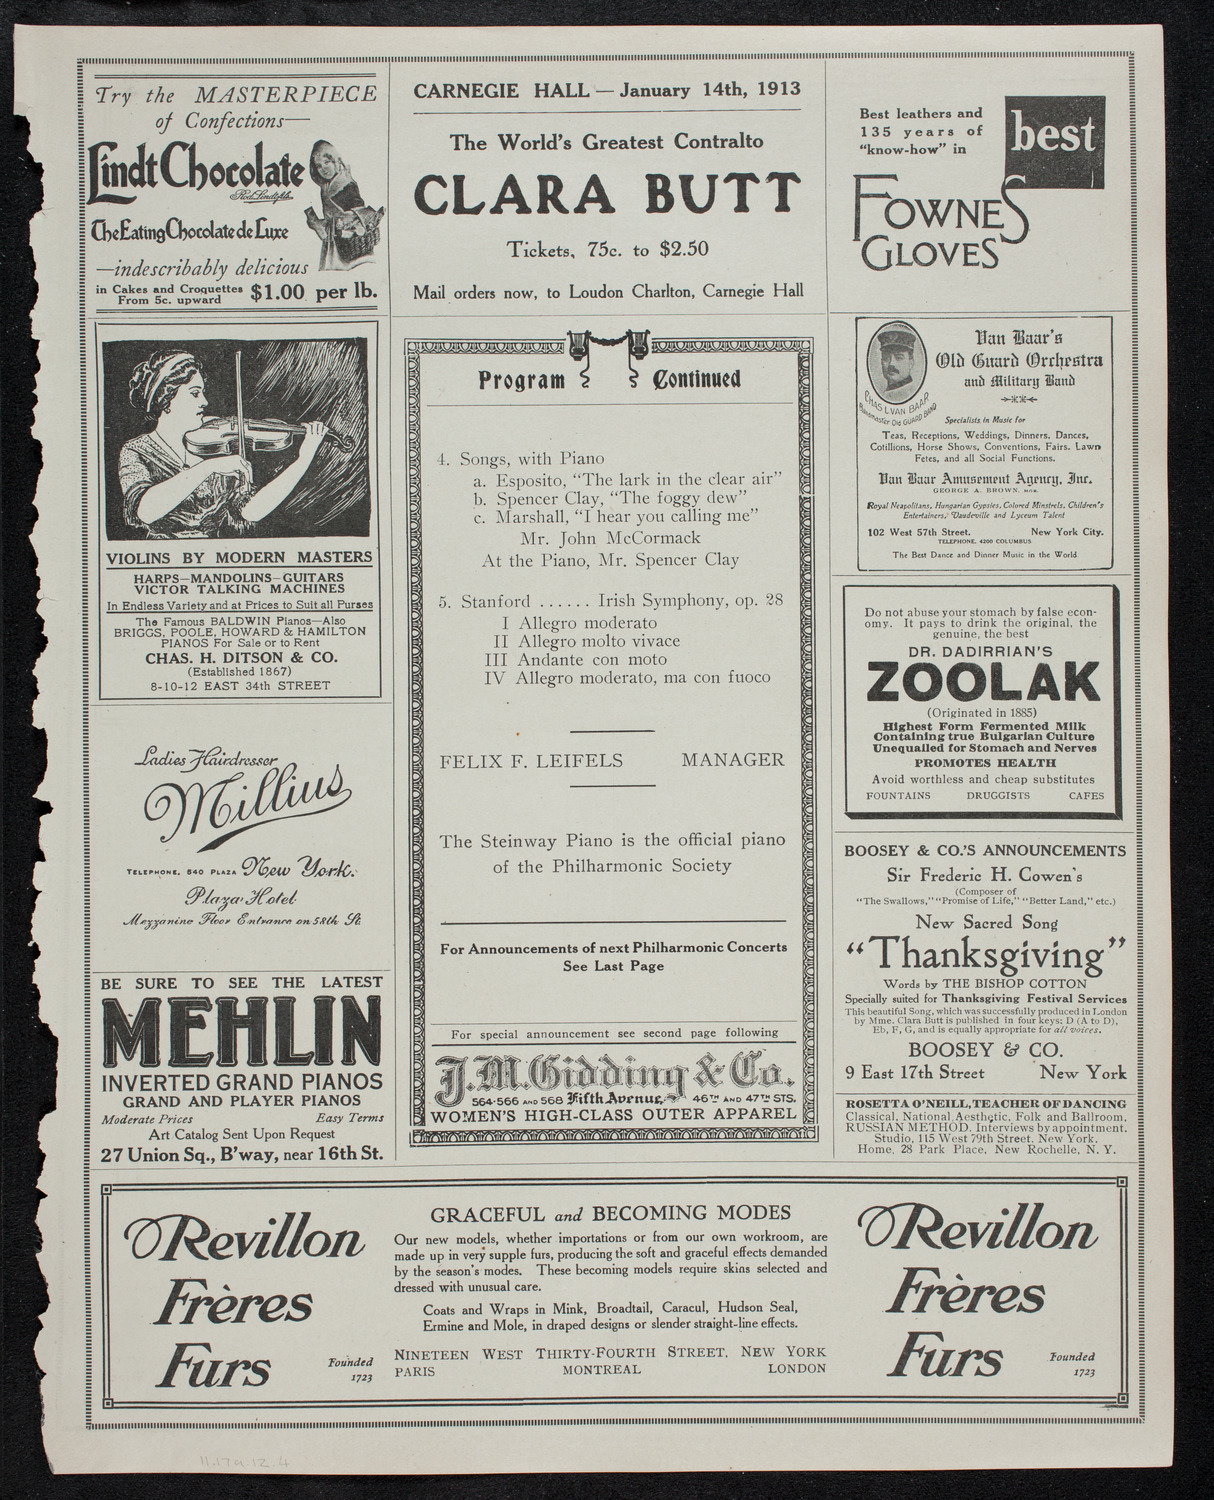 Try the MASTERPIECE
of Confections—
Lindt Chocolate
The Eating Chocolate de Luxe
—indescribably delicious
in Cakes and Croquettes
From 5c. upward
$1.00 per lb.
CARNEGIE HALL — January 14th, 1913
The World's Greatest Contralto
CLARA BUTT
Tickets, 75c. to $2.50
Mail orders now, to Loudon Charlton, Carnegie Hall
Best leathers and
135 years of
"know-how" in
best
FOWNES
GLOVES
VIOLINS BY MODERN MASTERS
HARPS—MANDOLINS—GUITARS
VICTOR TALKING MACHINES
In Endless Variety and at Prices to Suit all Purses
The Famous BALDWIN Pianos—Also
BRIGGS, POOLE, HOWARD & HAMILTON
PIANOS For Sale or to Rent
CHAS. H. DITSON & CO.
(Established 1867)
8-10-12 EAST 34th STREET
Ladies Hairdresser
Millius
TELEPHONE, 640 PLAZA New York.
Plaza Hotel
Mezzanine Floor Entrance on 58th St.
BE SURE TO SEE THE LATEST
MEHLIN
INVERTED GRAND PIANOS
GRAND AND PLAYER PIANOS
Moderate Prices Easy Terms
Art Catalog Sent Upon Request
27 Union Sq., B'way, near 16th St.
Program Continued
4. Songs, with Piano
a. Esposito, "The lark in the clear air"
b. Spencer Clay, "The foggy dew"
c. Marshall, "I hear you calling me"
Mr. John McCormack
At the Piano, Mr. Spencer Clay
5. Stanford ...... Irish Symphony, op. 28
I Allegro moderato
II Allegro molto vivace
III Andante con moto
IV Allegro moderato, ma con fuoco
FELIX F. LEIFELS MANAGER
The Steinway Piano is the official piano
of the Philharmonic Society
For Announcements of next Philharmonic Concerts
See Last Page
For special announcement see second page following
J.M. Gidding & Co.
564-566 AND 568 Fifth Avenue, 46TH AND 47TH STS.
WOMEN'S HIGH-CLASS OUTER APPAREL
CHAS L VAN BAAR
Bandmaster Old GUARD BAND
Van Baar's
Old Guard Orchestra
and Military Band
Specialists in Music for
Teas, Receptions, Weddings, Dinners, Dances,
Cotillions, Horse Shows, Conventions, Fairs. Lawn
Fetes, and all Social Functions.
Van Baar Amusement Agency, Inc.
GEORGE A. BROWN, MGR.
Royal Neapolitans, Hungarian Gypsies, Colored Minstrels, Children's
Entertainers, Vaudeville and Lyceum Talent
102 West 57th Street. New York City.
TELEPHONE, 4200 COLUMBUS
The Best Dance and Dinner Music in the World
Do not abuse your stomach by false econ-
omy. It pays to drink the original, the
genuine, the best
DR. DADIRRIAN'S
ZOOLAK
(Originated in 1885)
Highest Form Fermented Milk
Containing true Bulgarian Culture
Unequalled for Stomach and Nerves
PROMOTES HEALTH
Avoid worthless and cheap substitutes
FOUNTAINS DRUGGISTS CAFES
BOOSEY & CO.'S ANNOUNCEMENTS
Sir Frederic H. Cowen's
(Composer of
"The Swallows," "Promise of Life," "Better Land," etc.)
New Sacred Song
"Thanksgiving"
Words by THE BISHOP COTTON
Specially suited for Thanksgiving Festival Services
This beautiful Song, which was successfully produced in London
by Mme. Clara Butt is published in four keys; D (A to D),
Eb, F, G, and is equally appropriate for all voices.
BOOSEY & CO.
9 East 17th Street New York
ROSETTA O'NEILL, TEACHER OF DANCING
Classical, National, Aesthetic, Folk and Ballroom,
RUSSIAN METHOD. Interviews by appointment.
Studio, 115 West 79th Street, New York.
Home, 28 Park Place, New Rochelle, N. Y.
Revillon
Frères
Furs
Founded
1723
GRACEFUL and BECOMING MODES
Our new models, whether importations or from our own workroom, are
made up in very supple furs, producing the soft and graceful effects demanded
by the season's modes. These becoming models require skins selected and
dressed with unusual care.
Coats and Wraps in Mink, Broadtail, Caracul, Hudson Seal,
Ermine and Mole, in draped designs or slender straight-line effects.
NINETEEN WEST THIRTY-FOURTH STREET, NEW YORK
PARIS MONTREAL LONDON
Revillon
Frères
Furs
Founded
1723